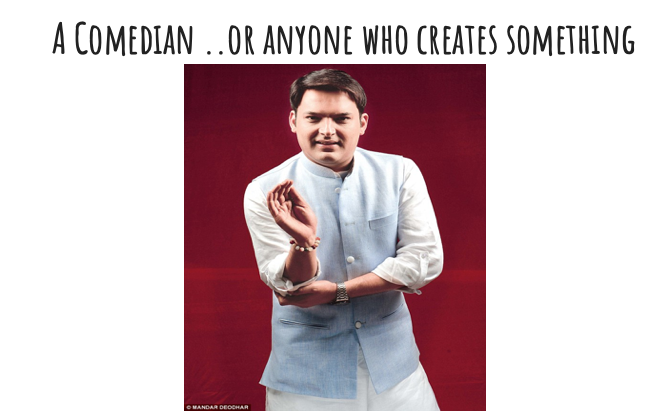 A Comedian ..or anyone who creates something
© MANDAR DEODHAR